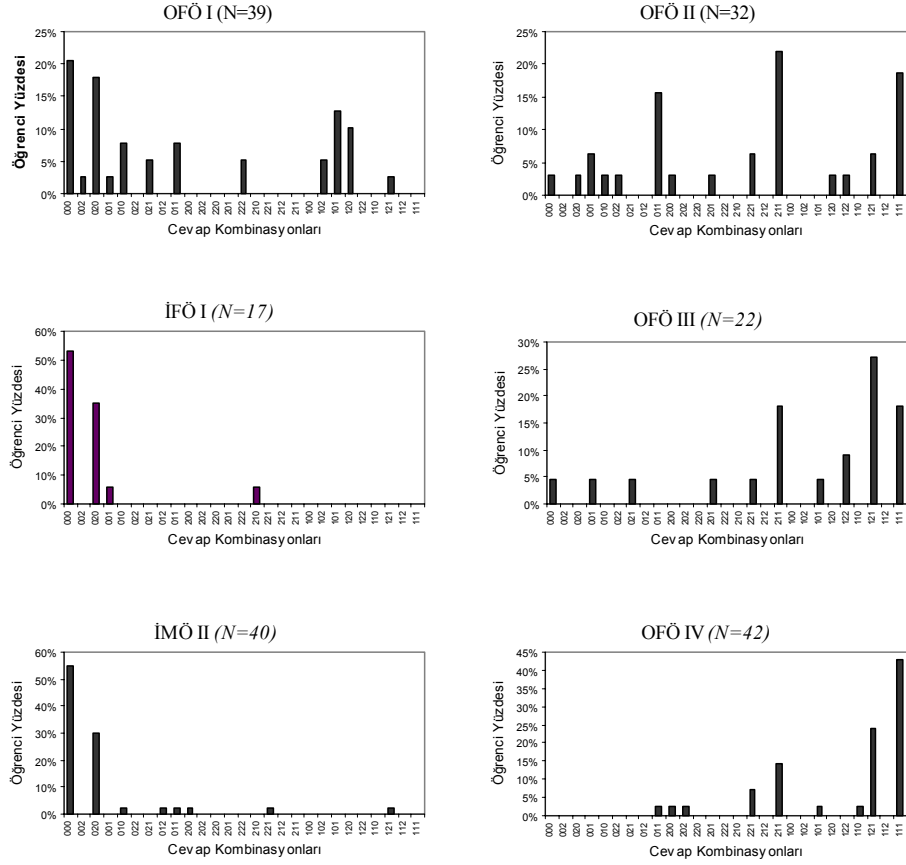 OFÖ I (N=39)
Öğrenci Yüzdesi
25%
20%
15%
10%
5%
0%
000 002 020 001 010 022 021 012 011 200 202 220 201 222 210 221 212 211 100 102 101 120 122 110 121 112 111
Cevap Kombinasyonları
OFÖ II (N=32)
Öğrenci Yüzdesi
25%
20%
15%
10%
5%
0%
000 002 020 001 010 022 021 012 011 200 202 220 201 222 210 221 212 211 100 102 101 120 122 110 121 112 111
Cevap Kombinasyonları
İFÖ I (N=17)
Öğrenci Yüzdesi
60%
50%
40%
30%
20%
10%
0%
000 002 020 001 010 022 021 012 011 200 202 220 201 222 210 221 212 211 100 102 101 120 122 110 121 112 111
Cevap Kombinasyonları
OFÖ III (N=22)
Öğrenci Yüzdesi
30%
25%
20%
15%
10%
5%
0%
000 002 020 001 010 022 021 012 011 200 202 220 201 222 210 221 212 211 100 102 101 120 122 110 121 112 111
Cevap Kombinasyonları
İMÖ II (N=40)
Öğrenci Yüzdesi
60%
50%
40%
30%
20%
10%
0%
000 002 020 001 010 022 021 012 011 200 202 220 201 222 210 221 212 211 100 102 101 120 122 110 121 112 111
Cevap Kombinasyonları
OFÖ IV (N=42)
Öğrenci Yüzdesi
45%
40%
35%
30%
25%
20%
15%
10%
5%
0%
000 002 020 001 010 022 021 012 011 200 202 220 201 222 210 221 212 211 100 102 101 120 122 110 121 112 111
Cevap Kombinasyonları